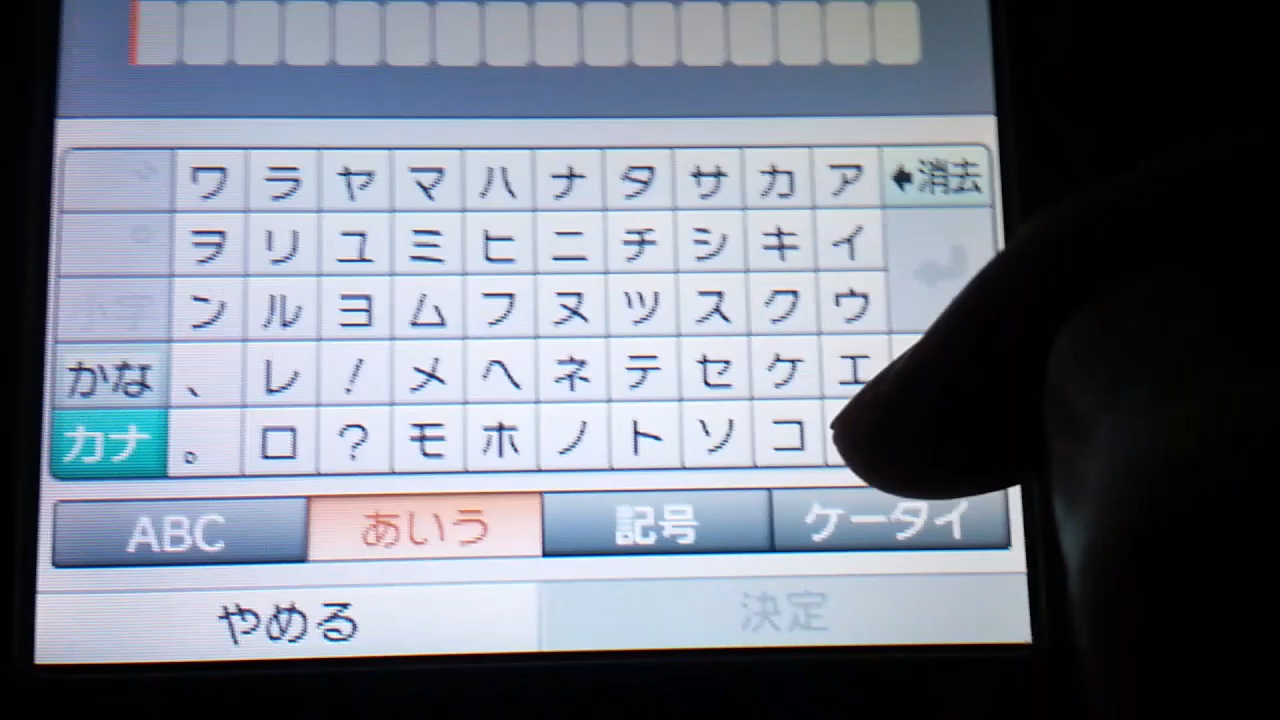 ワ ラ ヤ マ ハ ナ タ サ カ ア ←消去
ヲ リ ユ ミ ヒ ニ チ シ キ イ
小字 ン ル ヨ ム フ ヌ ツ ス ク ウ
かな 、 レ ! メ ヘ ネ テ セ ケ エ
カナ 。 ロ ? モ ホ ノ ト ソ コ
ABC あいう 記号 ケータイ
やめる 決定